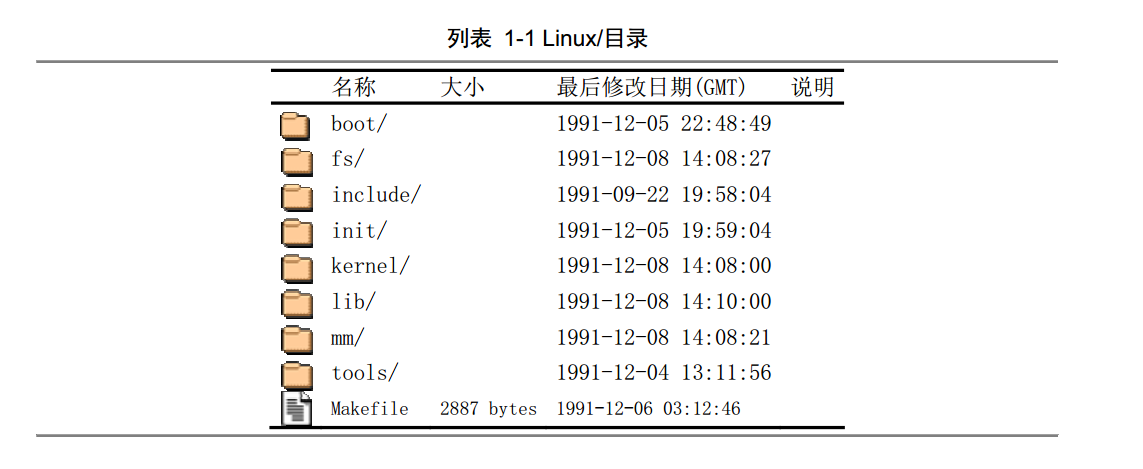 列表 1-1 Linux/目录
名称 大小 最后修改日期(GMT) 说明
boot/ 1991-12-05 22:48:49
fs/ 1991-12-08 14:08:27
include/ 1991-09-22 19:58:04
init/ 1991-12-05 19:59:04
kernel/ 1991-12-08 14:08:00
lib/ 1991-12-08 14:10:00
mm/ 1991-12-08 14:08:21
tools/ 1991-12-04 13:11:56
Makefile 2887 bytes 1991-12-06 03:12:46